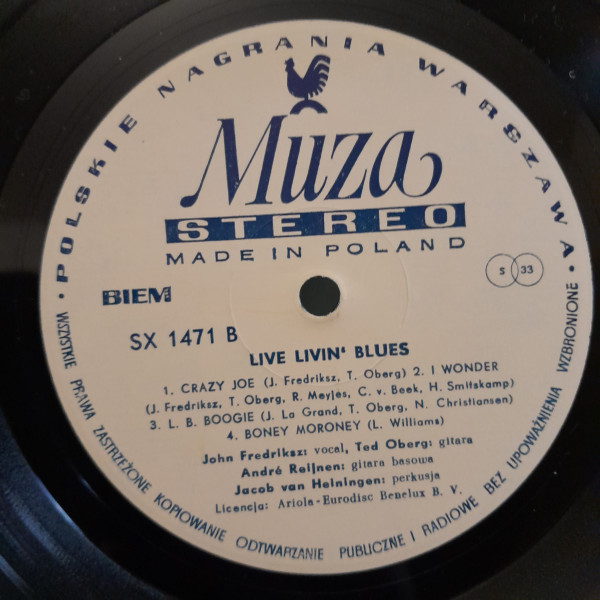 POLSKIE NAGRANIA WARSZAWA
Muza
STEREO
MADE IN POLAND
S 33
BIEM
SX 1471 B
LIVE LIVIN' BLUES
1. CRAZY JOE (J. Fredriksz, T. Oberg) 2. I WONDER
(J. Fredriksz, T. Oberg, R. Meyjes, C. v. Beek, H. Smitskamp)
3. L. B. BOOGIE (J. La Grand, T. Oberg, N. Christiansen)
4. BONEY MORONEY (L. Williams)
John Fredriksz: vocal, Ted Oberg: gitara
André Reijnen: gitara basowa
Jacob van Heiningen: perkusja
Licencja: Ariola-Eurodisc Benelux B. V.
WSZYSTKIE PRAWA ZASTRZEŻONE KOPIOWANIE ODTWARZANIE PUBLICZNE I RADIOWE BEZ UPOWAŻNIENIA WZBRONIONE